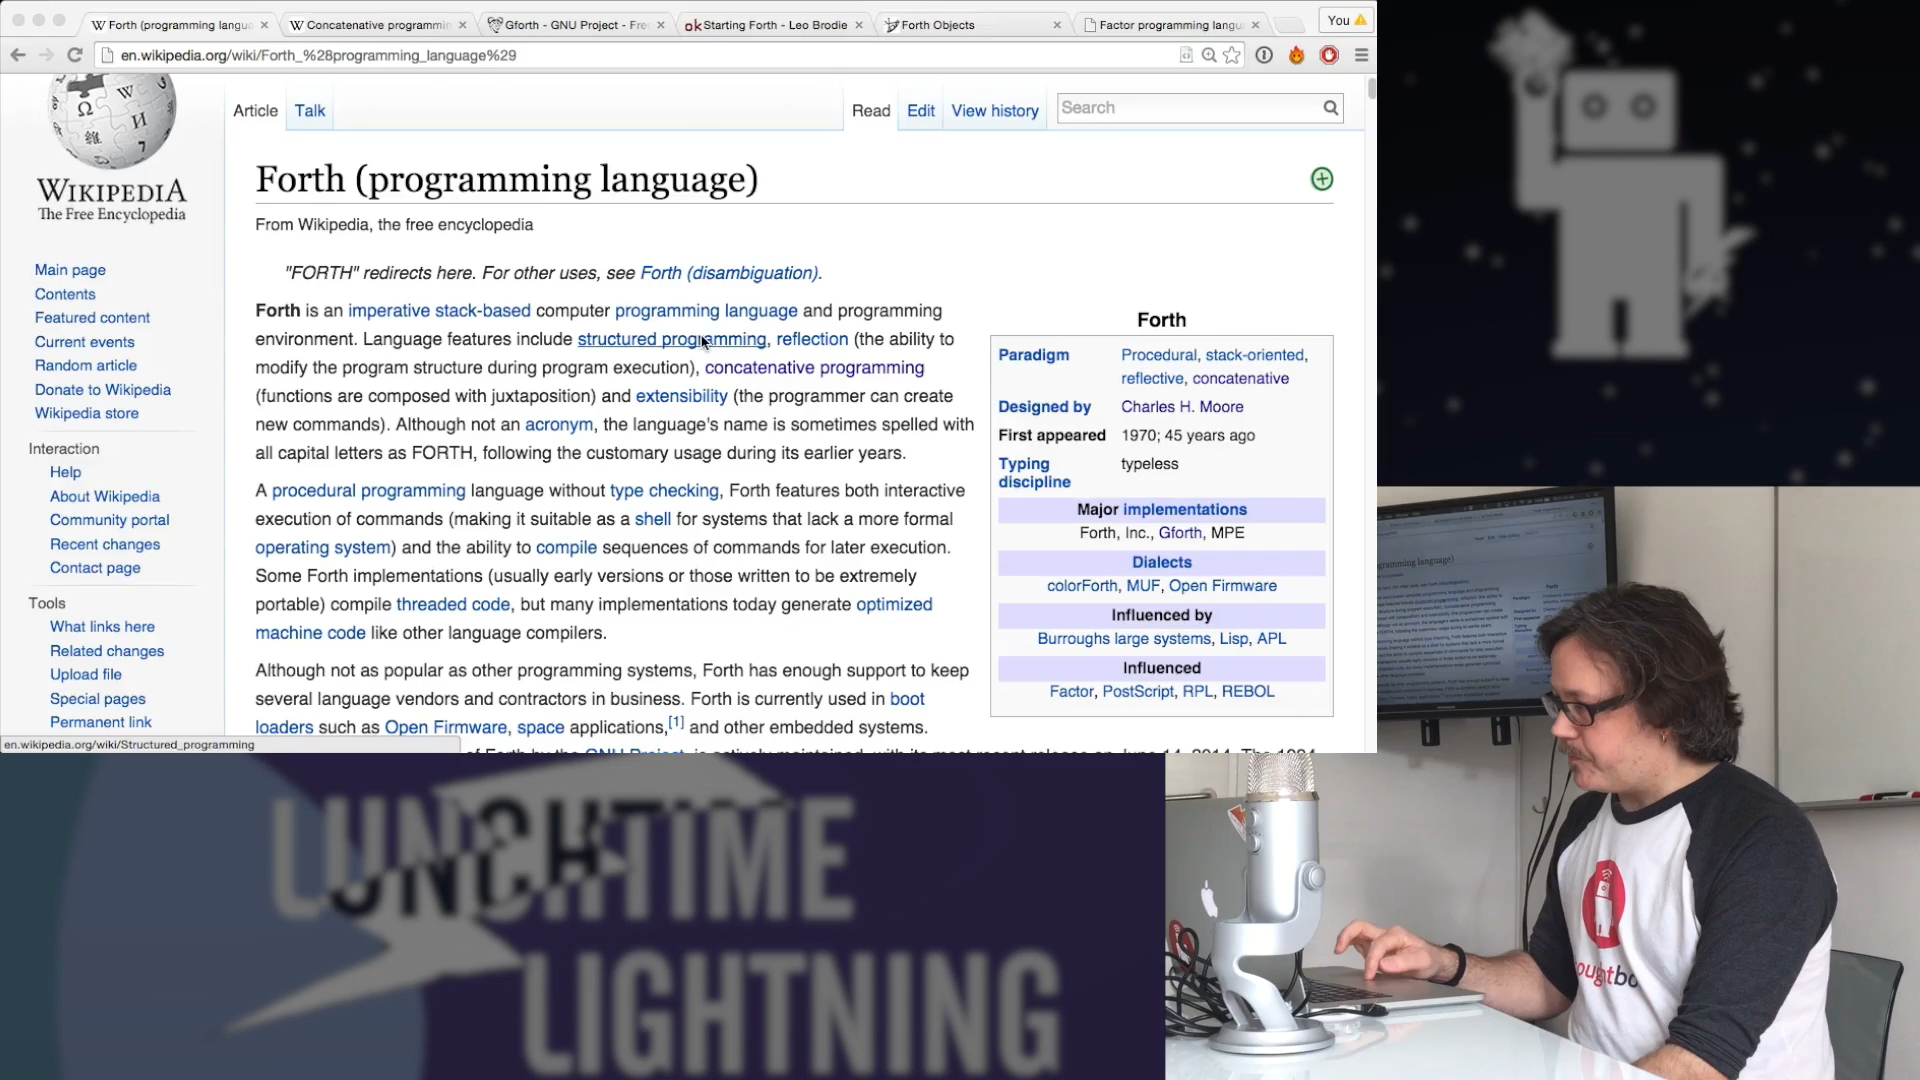 Forth (programming langua
Concatenative programmin
Gforth - GNU Project - Fre
Starting Forth - Leo Brodie
Forth Objects
Factor programming langu
You
en.wikipedia.org/wiki/Forth_%28programming_language%29
WIKIPEDIA
The Free Encyclopedia
Main page
Contents
Featured content
Current events
Random article
Donate to Wikipedia
Wikipedia store
Interaction
Help
About Wikipedia
Community portal
Recent changes
Contact page
Tools
What links here
Related changes
Upload file
Special pages
Permanent link
Article Talk Read Edit View history Search
Forth (programming language)
From Wikipedia, the free encyclopedia
"FORTH" redirects here. For other uses, see Forth (disambiguation).
Forth is an imperative stack-based computer programming language and programming
environment. Language features include structured programming, reflection (the ability to
modify the program structure during program execution), concatenative programming
(functions are composed with juxtaposition) and extensibility (the programmer can create
new commands). Although not an acronym, the language's name is sometimes spelled with
all capital letters as FORTH, following the customary usage during its earlier years.
A procedural programming language without type checking, Forth features both interactive
execution of commands (making it suitable as a shell for systems that lack a more formal
operating system) and the ability to compile sequences of commands for later execution.
Some Forth implementations (usually early versions or those written to be extremely
portable) compile threaded code, but many implementations today generate optimized
machine code like other language compilers.
Although not as popular as other programming systems, Forth has enough support to keep
several language vendors and contractors in business. Forth is currently used in boot
loaders such as Open Firmware, space applications,[1] and other embedded systems.
Forth
Paradigm Procedural, stack-oriented,
reflective, concatenative
Designed by Charles H. Moore
First appeared 1970; 45 years ago
Typing
discipline typeless
Major implementations
Forth, Inc., Gforth, MPE
Dialects
colorForth, MUF, Open Firmware
Influenced by
Burroughs large systems, Lisp, APL
Influenced
Factor, PostScript, RPL, REBOL
en.wikipedia.org/wiki/Structured_programming
LUNCHTIME
LIGHTNING
oughtbo